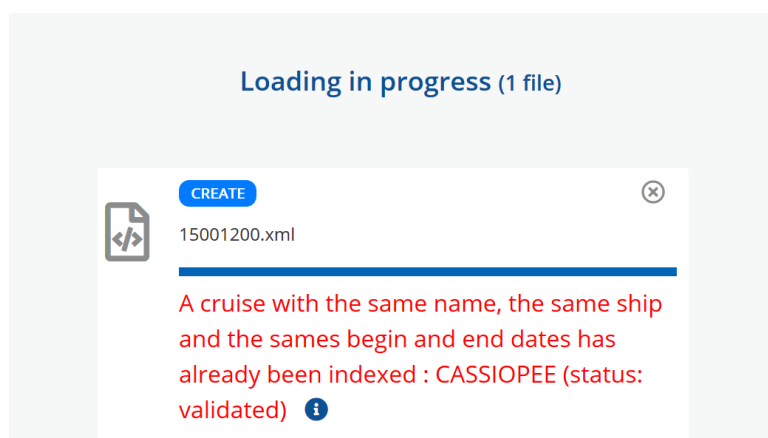 Loading in progress (1 file)
CREATE
15001200.xml
A cruise with the same name, the same ship
and the sames begin and end dates has
already been indexed : CASSIOPEE (status:
validated)